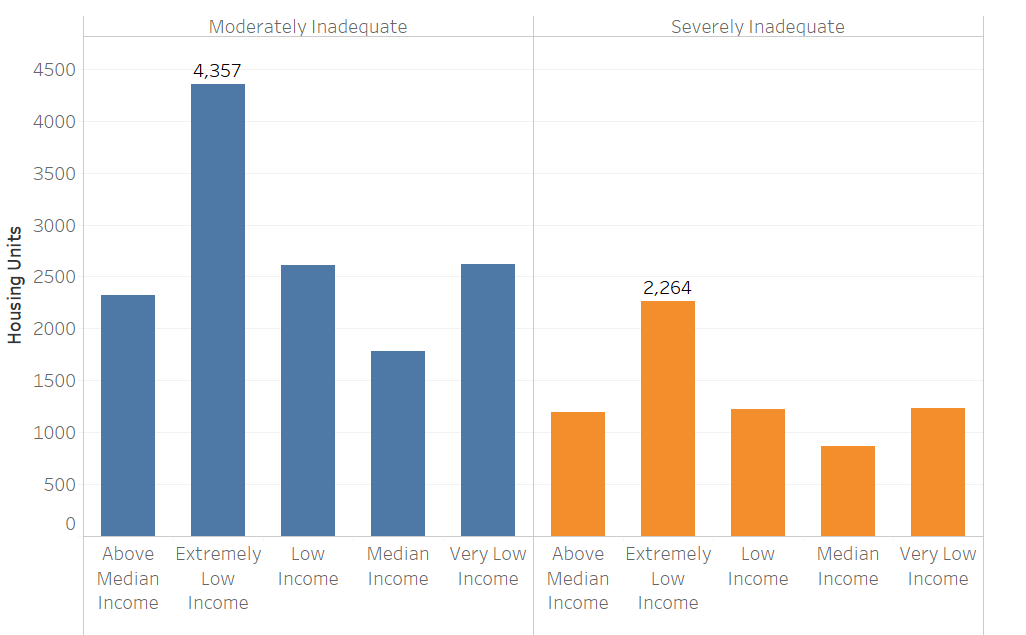 Moderately Inadequate
Severely Inadequate
Housing Units
4500
4000
3500
3000
2500
2000
1500
1000
500
0
4,357
2,264
Above
Median
Income
Extremely
Low
Income
Low
Income
Median
Income
Very Low
Income
Above
Median
Income
Extremely
Low
Income
Low
Income
Median
Income
Very Low
Income